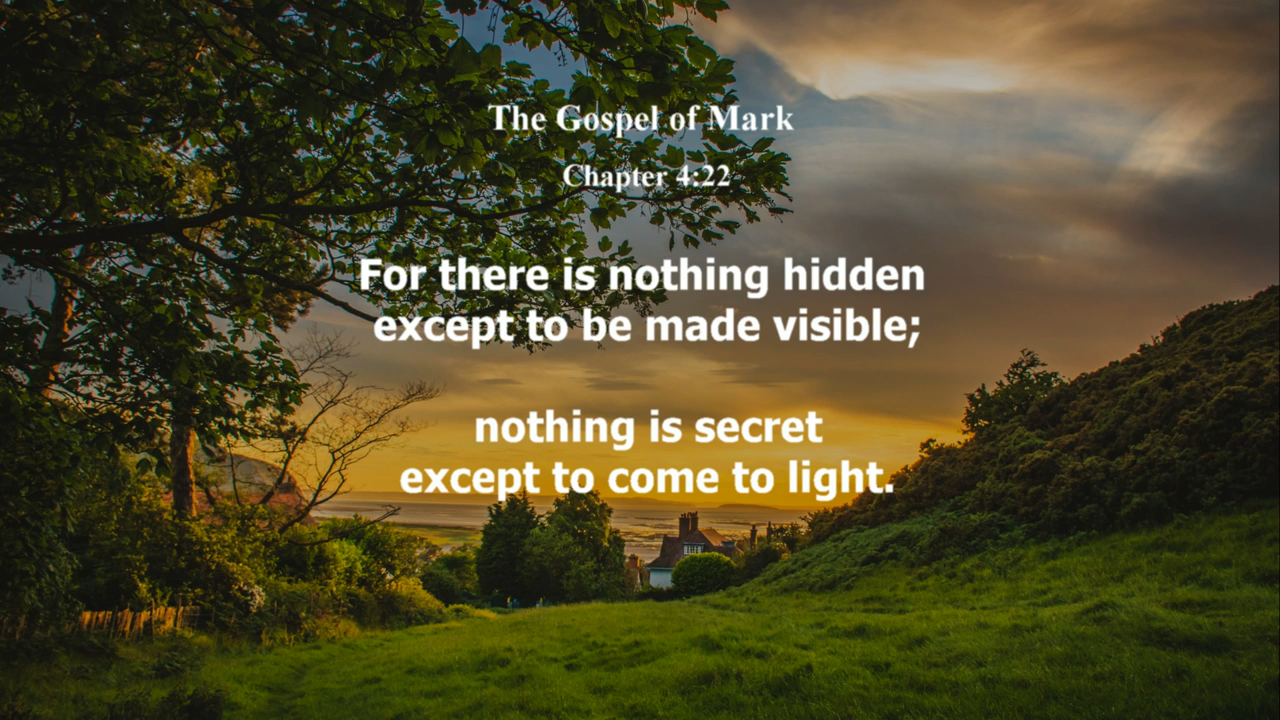 The Gospel of Mark
Chapter 4:22
For there is nothing hidden
except to be made visible;
nothing is secret
except to come to light.